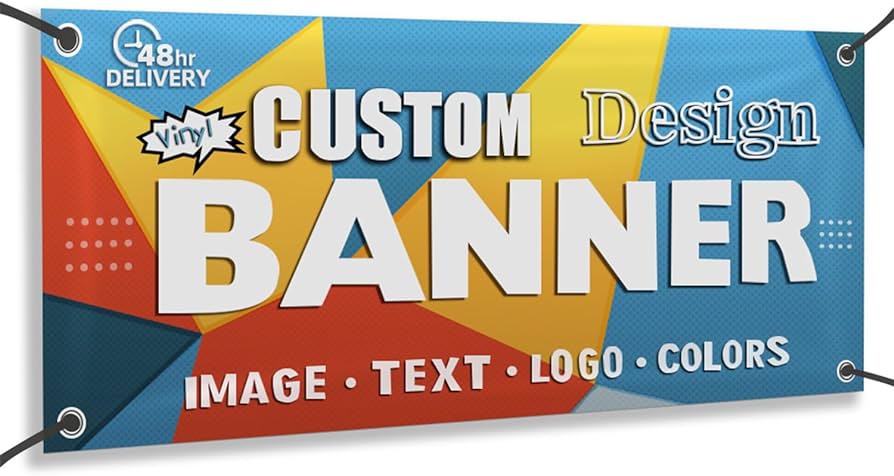 48hr
DELIVERY
Vinyl
CUSTOM Design
BANNER
IMAGE • TEXT • LOGO • COLORS